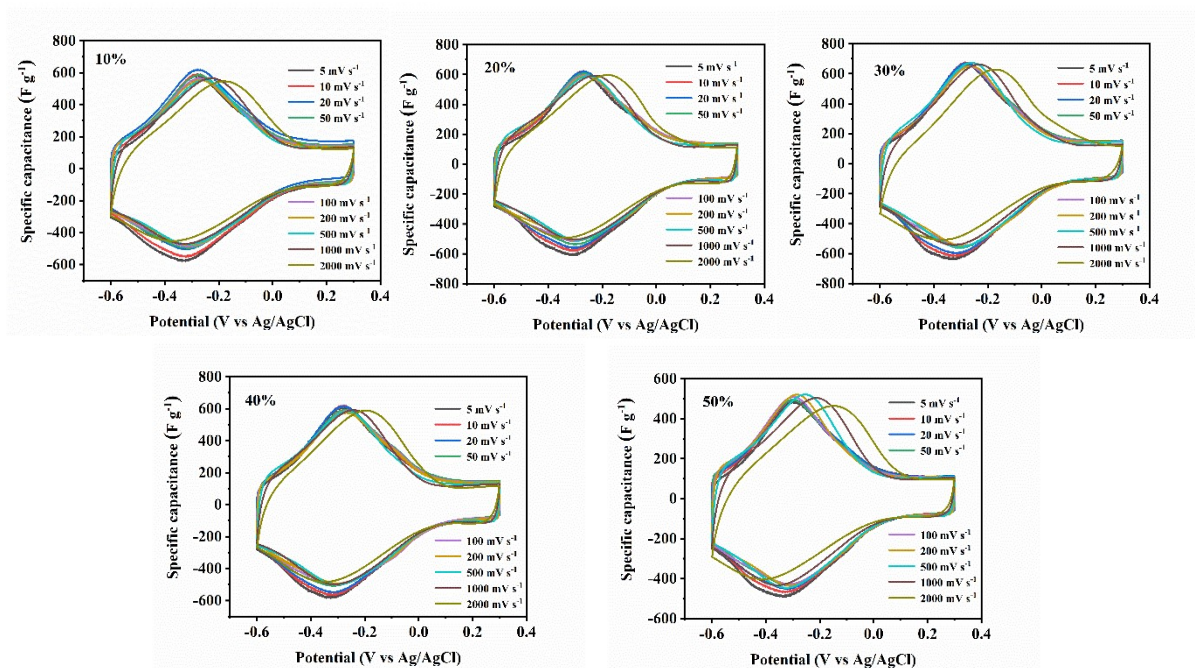 10%
Specific capacitance (F g⁻¹)
800
600
400
200
0
-200
-400
-600
-0.6 -0.4 -0.2 0.0 0.2 0.4
Potential (V vs Ag/AgCl)
5 mV s⁻¹
10 mV s⁻¹
20 mV s⁻¹
50 mV s⁻¹
100 mV s⁻¹
200 mV s⁻¹
500 mV s⁻¹
1000 mV s⁻¹
2000 mV s⁻¹
20%
Specific capacitance (F g⁻¹)
800
600
400
200
0
-200
-400
-600
-800
-0.6 -0.4 -0.2 0.0 0.2 0.4
Potential (V vs Ag/AgCl)
5 mV s⁻¹
10 mV s⁻¹
20 mV s⁻¹
50 mV s⁻¹
100 mV s⁻¹
200 mV s⁻¹
500 mV s⁻¹
1000 mV s⁻¹
2000 mV s⁻¹
30%
Specific capacitance (F g⁻¹)
800
600
400
200
0
-200
-400
-600
-800
-0.6 -0.4 -0.2 0.0 0.2 0.4
Potential (V vs Ag/AgCl)
5 mV s⁻¹
10 mV s⁻¹
20 mV s⁻¹
50 mV s⁻¹
100 mV s⁻¹
200 mV s⁻¹
500 mV s⁻¹
1000 mV s⁻¹
2000 mV s⁻¹
40%
Specific capacitance (F g⁻¹)
800
600
400
200
0
-200
-400
-600
-0.6 -0.4 -0.2 0.0 0.2 0.4
Potential (V vs Ag/AgCl)
5 mV s⁻¹
10 mV s⁻¹
20 mV s⁻¹
50 mV s⁻¹
100 mV s⁻¹
200 mV s⁻¹
500 mV s⁻¹
1000 mV s⁻¹
2000 mV s⁻¹
50%
Specific capacitance (F g⁻¹)
600
400
200
0
-200
-400
-600
-0.6 -0.4 -0.2 0.0 0.2 0.4
Potential (V vs Ag/AgCl)
5 mV s⁻¹
10 mV s⁻¹
20 mV s⁻¹
50 mV s⁻¹
100 mV s⁻¹
200 mV s⁻¹
500 mV s⁻¹
1000 mV s⁻¹
2000 mV s⁻¹